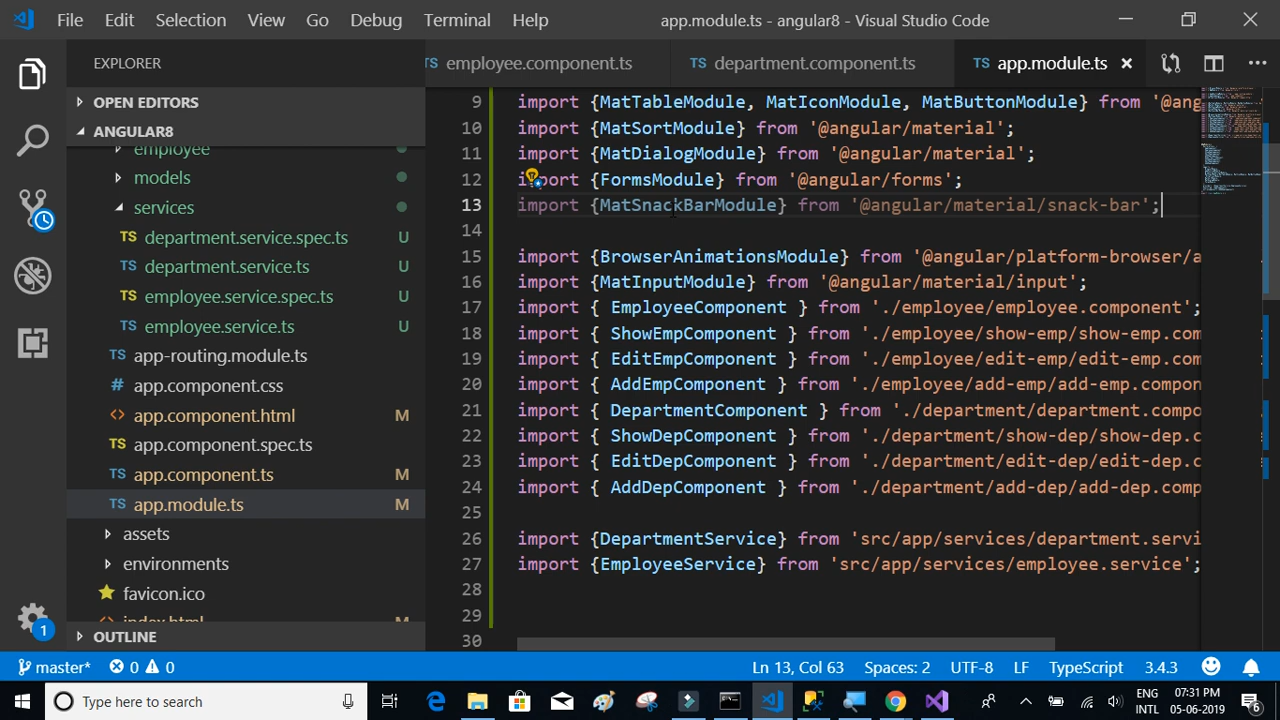 File Edit Selection View Go Debug Terminal Help app.module.ts - angular8 - Visual Studio Code
EXPLORER
employee.component.ts department.component.ts app.module.ts
OPEN EDITORS
ANGULAR8
employee
models
services
department.service.spec.ts U
department.service.ts U
employee.service.spec.ts U
employee.service.ts U
app-routing.module.ts
app.component.css
app.component.html M
app.component.spec.ts
app.component.ts M
app.module.ts M
assets
environments
favicon.ico
index.html M
OUTLINE
9 import {MatTableModule, MatIconModule, MatButtonModule} from '@ang
10 import {MatSortModule} from '@angular/material';
11 import {MatDialogModule} from '@angular/material';
12 import {FormsModule} from '@angular/forms';
13 import {MatSnackBarModule} from '@angular/material/snack-bar';
14
15 import {BrowserAnimationsModule} from '@angular/platform-browser/a
16 import {MatInputModule} from '@angular/material/input';
17 import { EmployeeComponent } from './employee/employee.component';
18 import { ShowEmpComponent } from './employee/show-emp/show-emp.com
19 import { EditEmpComponent } from './employee/edit-emp/edit-emp.com
20 import { AddEmpComponent } from './employee/add-emp/add-emp.compon
21 import { DepartmentComponent } from './department/department.compo
22 import { ShowDepComponent } from './department/show-dep/show-dep.c
23 import { EditDepComponent } from './department/edit-dep/edit-dep.c
24 import { AddDepComponent } from './department/add-dep/add-dep.comp
25
26 import {DepartmentService} from 'src/app/services/department.servi
27 import {EmployeeService} from 'src/app/services/employee.service';
28
29
30
1
master* 0 0 Ln 13, Col 63 Spaces: 2 UTF-8 LF TypeScript 3.4.3
Type here to search
ENG 07:31 PM
INTL 05-06-2019
6